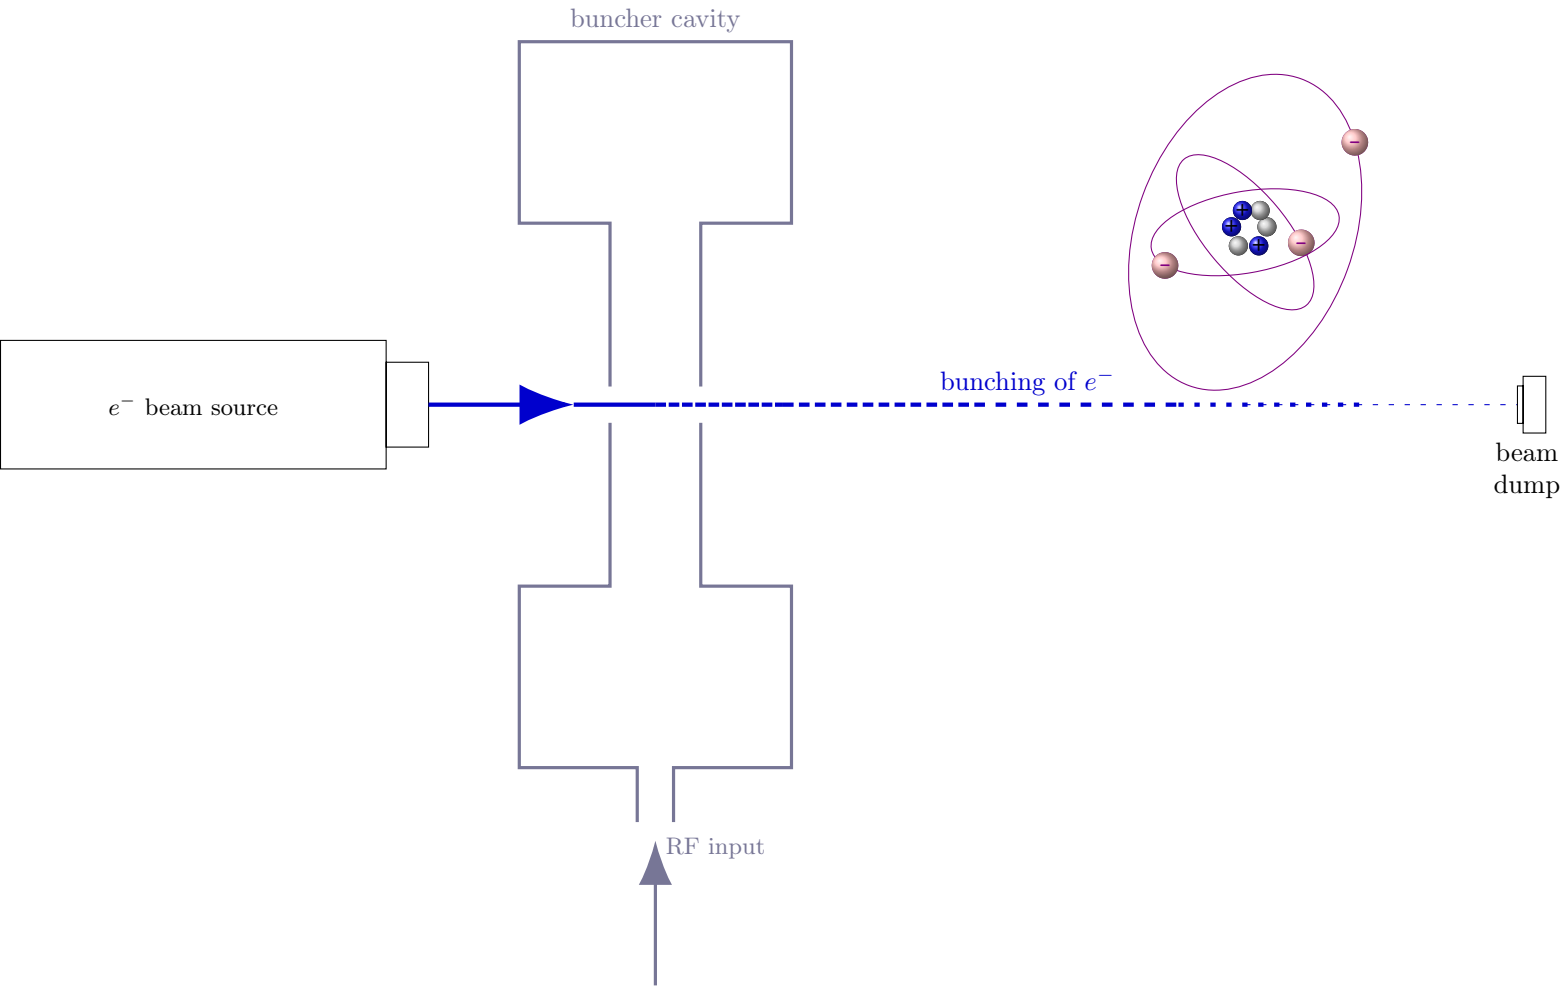 buncher cavity
−
+
+
−
+
−
bunching of e⁻
e⁻ beam source
beam
dump
RF input